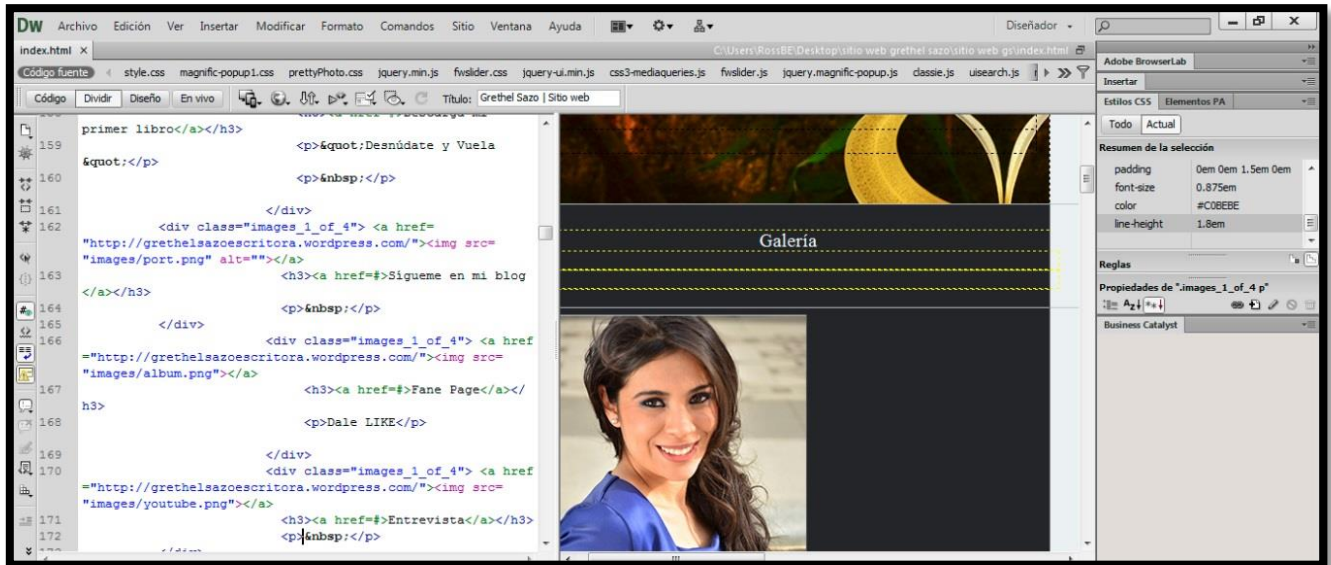 DW Archivo Edición Ver Insertar Modificar Formato Comandos Sitio Ventana Ayuda Diseñador
index.html × C:\Users\RossBE\Desktop\sitio web grethel sazo\sitio web gs\index.html
Código fuente style.css magnific-popup1.css prettyPhoto.css jquery.min.js fwslider.css jquery-ui.min.js css3-mediaqueries.js fwslider.js jquery.magnific-popup.js classie.js uisearch.js
Código Dividir Diseño En vivo Título: Grethel Sazo | Sitio web
primer libro</a></h3>
159 <p>&quot;Desnúdate y Vuela
&quot;</p>
160 <p>&nbsp;</p>
161 </div>
162 <div class="images_1_of_4"> <a href=
"http://grethelsazoescritora.wordpress.com/"><img src=
"images/port.png" alt=""></a>
163 <h3><a href=#>Sigueme en mi blog
</a></h3>
164 <p>&nbsp;</p>
165 </div>
166 <div class="images_1_of_4"> <a href
="http://grethelsazoescritora.wordpress.com/"><img src=
"images/album.png"></a>
167 <h3><a href=#>Fane Page</a></
h3>
168 <p>Dale LIKE</p>
169 </div>
170 <div class="images_1_of_4"> <a href
="http://grethelsazoescritora.wordpress.com/"><img src=
"images/youtube.png"></a>
171 <h3><a href=#>Entrevista</a></h3>
172 <p>&nbsp;</p>
Galería
Adobe BrowserLab
Insertar
Estilos CSS Elementos PA
Todo Actual
Resumen de la selección
padding 0em 0em 1.5em 0em
font-size 0.875em
color #C0BEBE
line-height 1.8em
Reglas
Propiedades de ".images_1_of_4 p"
Business Catalyst